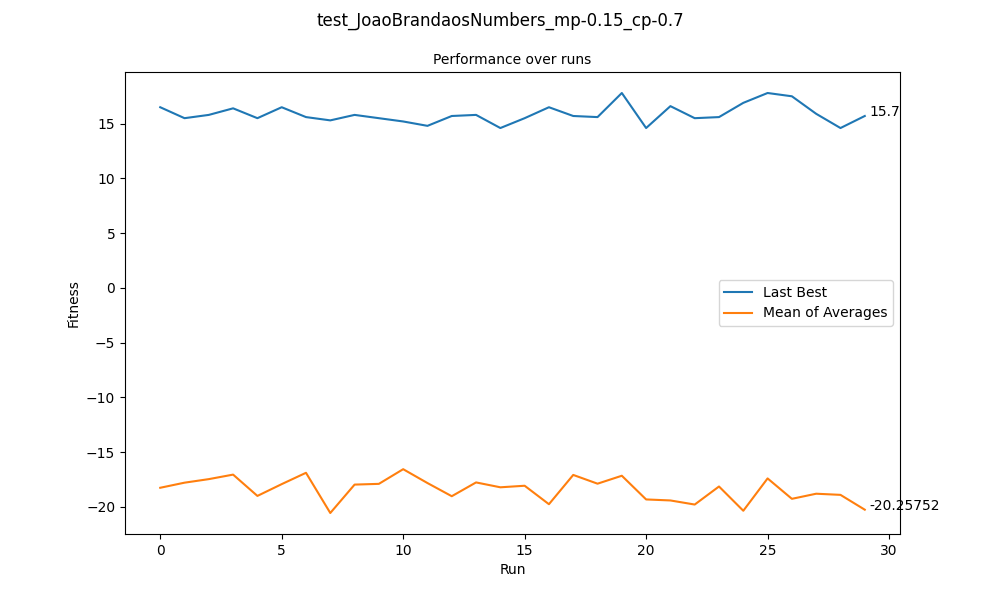 test_JoaoBrandaosNumbers_mp-0.15_cp-0.7
Performance over runs
15
10
5
0
−5
−10
−15
−20
Fitness
15.7
-20.25752
Last Best
Mean of Averages
0
5
10
15
20
25
30
Run